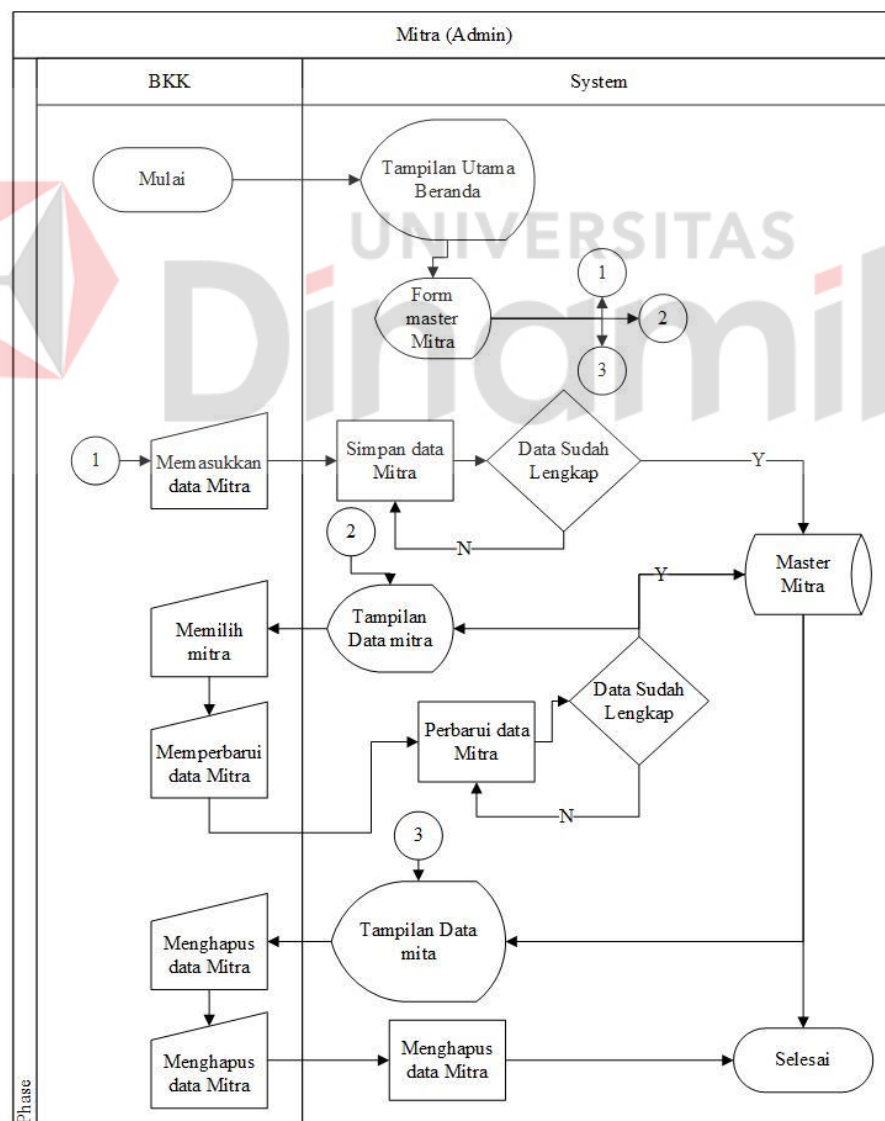 Mitra (Admin)
BKK
System
Mulai
Tampilan Utama
Beranda
UNIVERSITAS
Dinamik
Form
master
Mitra
1
2
3
1
Memasukkan
data Mitra
Simpan data
Mitra
Data Sudah
Lengkap
Y
N
2
Master
Mitra
Y
Tampilan
Data mitra
Memilih
mitra
Data Sudah
Lengkap
Memperbarui
data Mitra
Perbarui data
Mitra
N
3
Tampilan Data
mita
Menghapus
data Mitra
Menghapus
data Mitra
Menghapus
data Mitra
Selesai
Phase